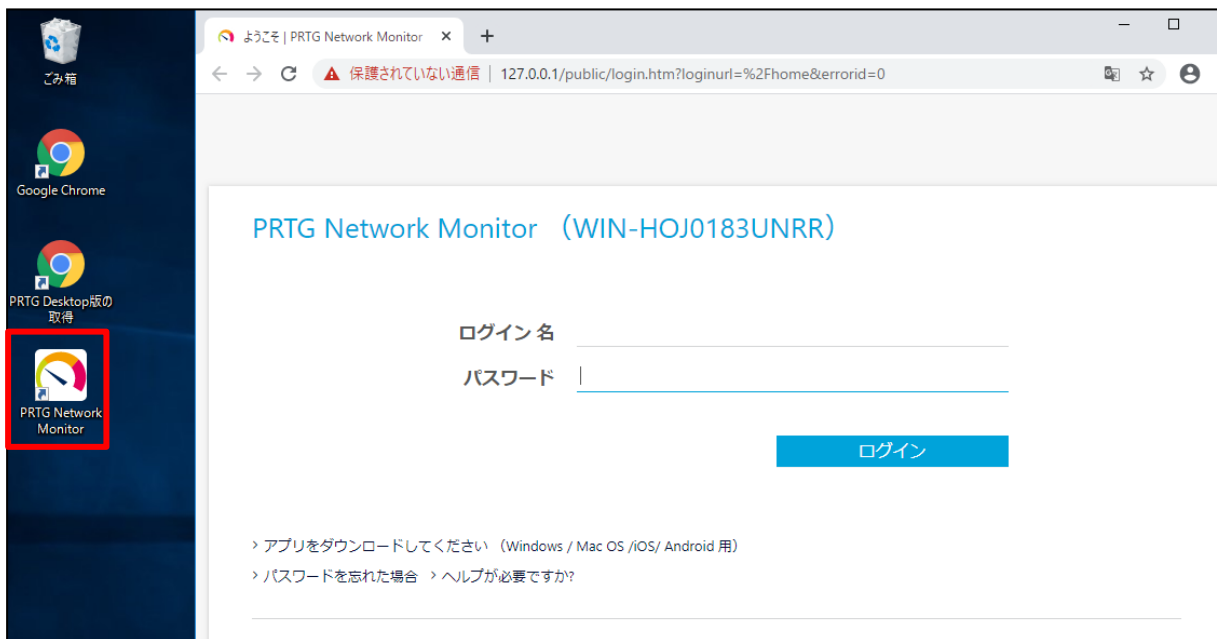 ごみ箱
Google Chrome
PRTG Desktop版の
取得
PRTG Network
Monitor
ようこそ | PRTG Network Monitor
保護されていない通信 | 127.0.0.1/public/login.htm?loginurl=%2Fhome&errorid=0
PRTG Network Monitor （WIN-HOJ0183UNRR）
ログイン 名
パスワード
ログイン
> アプリをダウンロードしてください （Windows / Mac OS /iOS/ Android 用）
> パスワードを忘れた場合 > ヘルプが必要ですか?